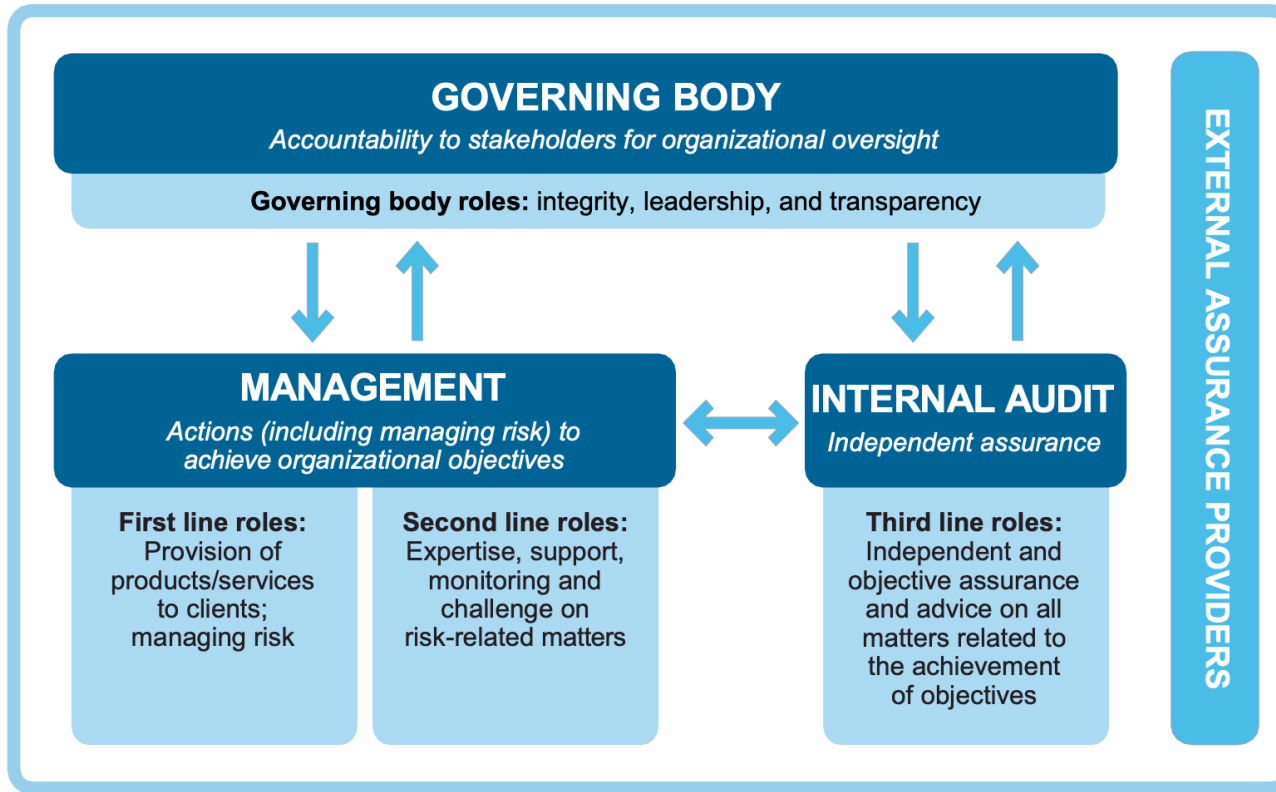 GOVERNING BODY
Accountability to stakeholders for organizational oversight
Governing body roles: integrity, leadership, and transparency
MANAGEMENT
Actions (including managing risk) to
achieve organizational objectives
First line roles:
Provision of
products/services
to clients;
managing risk
Second line roles:
Expertise, support,
monitoring and
challenge on
risk-related matters
INTERNAL AUDIT
Independent assurance
Third line roles:
Independent and
objective assurance
and advice on all
matters related to
the achievement
of objectives
EXTERNAL ASSURANCE PROVIDERS